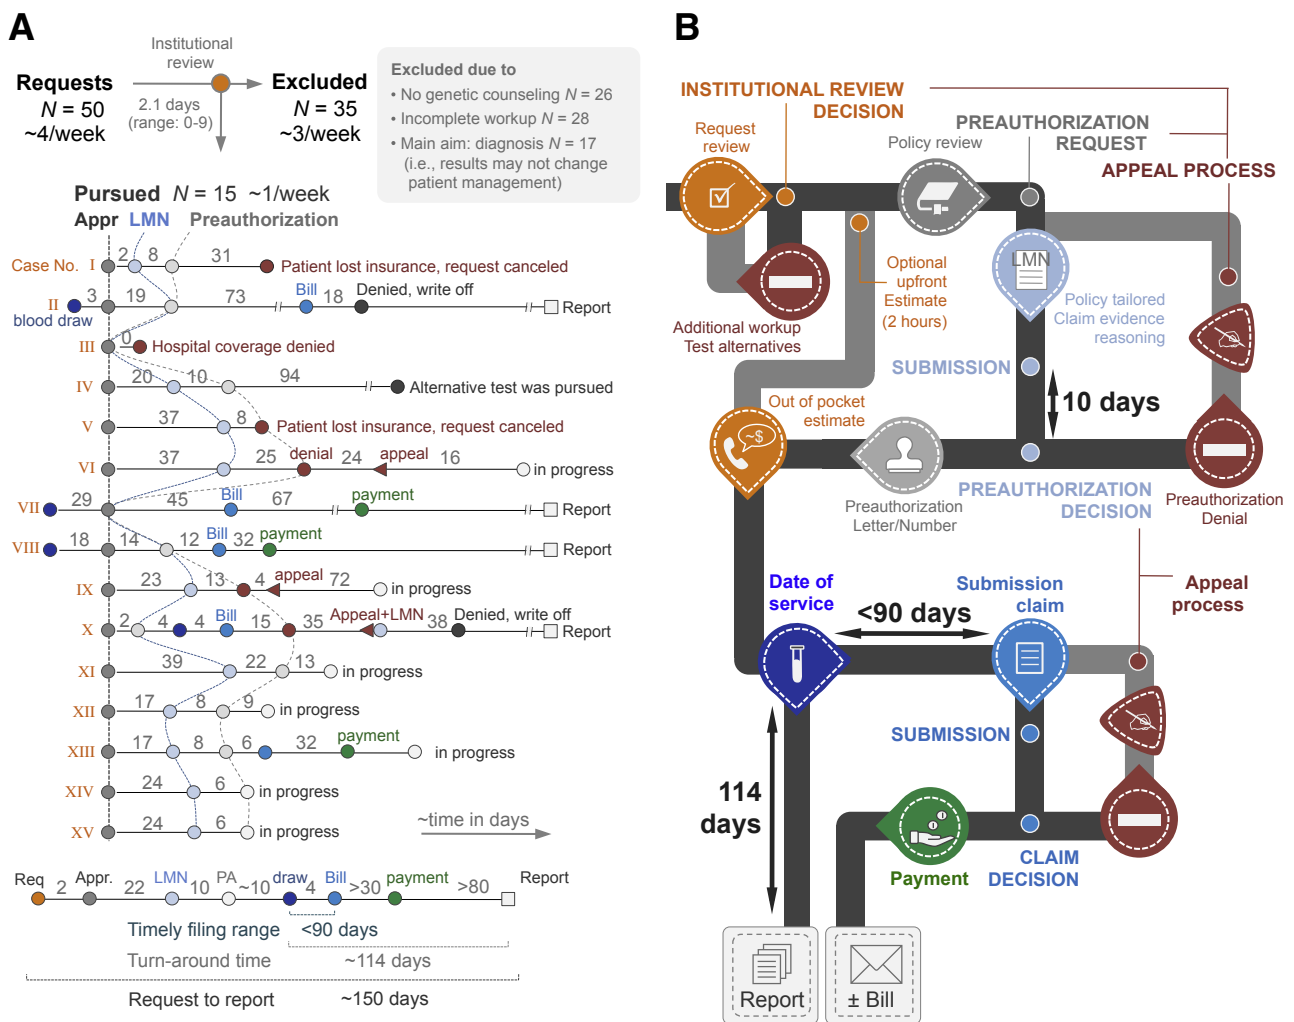 A
Institutional
review
Requests
N = 50
~4/week
2.1 days
(range: 0-9)
Excluded
N = 35
~3/week
Excluded due to
• No genetic counseling N = 26
• Incomplete workup N = 28
• Main aim: diagnosis N = 17
(i.e., results may not change
patient management)
Pursued N = 15 ~1/week
Appr LMN Preauthorization
Case No. I 2 8 31 Patient lost insurance, request canceled
II 3 19 73 Bill 18 Denied, write off Report
blood draw
III 0 Hospital coverage denied
IV 20 10 94 Alternative test was pursued
V 37 8 Patient lost insurance, request canceled
VI 37 25 denial 24 appeal 16 in progress
VII 29 45 Bill 67 payment Report
VIII 18 14 12 Bill 32 payment Report
IX 23 13 4 appeal 72 in progress
X 2 4 4 Bill 15 35 Appeal+LMN 38 Denied, write off Report
XI 39 22 13 in progress
XII 17 8 9 in progress
XIII 17 8 6 32 payment in progress
XIV 24 6 in progress
XV 24 6 in progress
~time in days
Req 2 Appr. 22 LMN 10 PA ~10 draw 4 Bill >30 payment >80 Report
Timely filing range <90 days
Turn-around time ~114 days
Request to report ~150 days
B
INSTITUTIONAL REVIEW
DECISION
Request
review
Policy review
PREAUTHORIZATION
REQUEST
APPEAL PROCESS
LMN
Optional
upfront
Estimate
(2 hours)
Policy tailored
Claim evidence
reasoning
Additional workup
Test alternatives
SUBMISSION
10 days
Out of pocket
estimate
~$
Preauthorization
Letter/Number
PREAUTHORIZATION
DECISION
Preauthorization
Denial
Date of
service
<90 days
Submission
claim
Appeal
process
SUBMISSION
114
days
Payment
CLAIM
DECISION
Report
± Bill